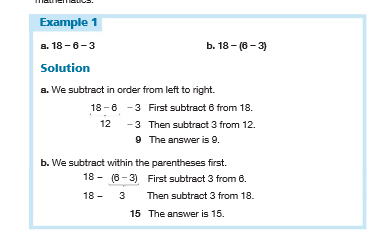 mathematics.
Example 1
a. 18 – 6 – 3 b. 18 – (6 – 3)
Solution
a. We subtract in order from left to right.
18 – 6 – 3 First subtract 6 from 18.
12 – 3 Then subtract 3 from 12.
9 The answer is 9.
b. We subtract within the parentheses first.
18 – (6 – 3) First subtract 3 from 6.
18 – 3 Then subtract 3 from 18.
15 The answer is 15.